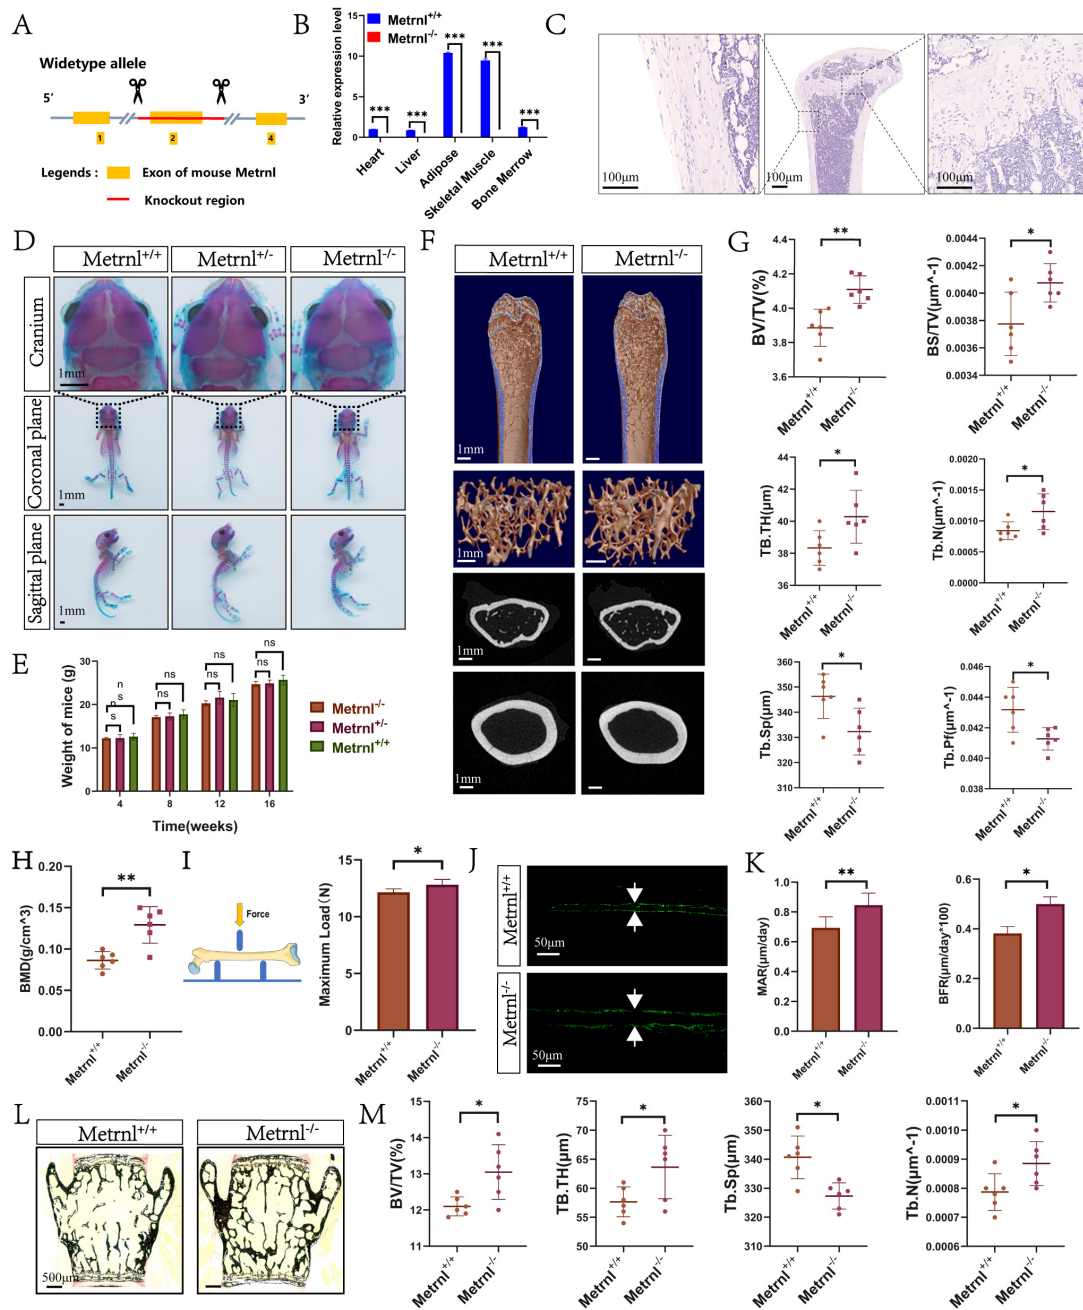 A
Widetype allele
5′
3′
1
2
4
Legends :
Exon of mouse Metrnl
Knockout region
B
Metrnl+/+
Metrnl-/-
Relative expression level
15
10
5
0
***
***
***
***
***
Heart
Liver
Adipose
Skeletal Muscle
Bone Merrow
C
100μm
100μm
100μm
D
Metrnl+/+
Metrnl+/-
Metrnl-/-
Cranium
1mm
Coronal plane
1mm
Sagittal plane
1mm
E
Weight of mice (g)
30
20
10
0
n
s
s
ns
ns
ns
ns
ns
ns
4
8
12
16
Time(weeks)
Metrnl-/-
Metrnl+/-
Metrnl+/+
F
Metrnl+/+
Metrnl-/-
1mm
1mm
1mm
1mm
G
BV/TV(%)
4.4
4.2
4.0
3.8
3.6
**
Metrnl+/+
Metrnl-/-
BS/TV(μm^-1)
0.0044
0.0042
0.0040
0.0038
0.0036
0.0034
*
Metrnl+/+
Metrnl-/-
TB.TH(μm)
44
42
40
38
36
*
Metrnl+/+
Metrnl-/-
Tb.N(μm^-1)
0.0020
0.0015
0.0010
0.0005
0.0000
*
Metrnl+/+
Metrnl-/-
Tb.Sp(μm)
360
350
340
330
320
310
*
Metrnl+/+
Metrnl-/-
Tb.Pf(μm^-1)
0.046
0.044
0.042
0.040
0.038
*
Metrnl+/+
Metrnl-/-
H
BMD(g/cm^3)
0.20
0.15
0.10
0.05
0.00
**
Metrnl+/+
Metrnl-/-
I
Force
Maximum Load (N)
15
10
5
0
*
Metrnl+/+
Metrnl-/-
J
Metrnl+/+
50μm
Metrnl-/-
50μm
K
MAR(μm/day)
1.0
0.8
0.6
0.4
0.2
0.0
**
Metrnl+/+
Metrnl-/-
BFR(μm/day*100)
0.6
0.4
0.2
0.0
*
Metrnl+/+
Metrnl-/-
L
Metrnl+/+
Metrnl-/-
500μm
M
BV/TV(%)
15
14
13
12
11
*
Metrnl+/+
Metrnl-/-
TB.TH(μm)
75
70
65
60
55
50
*
Metrnl+/+
Metrnl-/-
Tb.Sp(μm)
360
350
340
330
320
310
*
Metrnl+/+
Metrnl-/-
Tb.N(μm^-1)
0.0011
0.0010
0.0009
0.0008
0.0007
0.0006
*
Metrnl+/+
Metrnl-/-